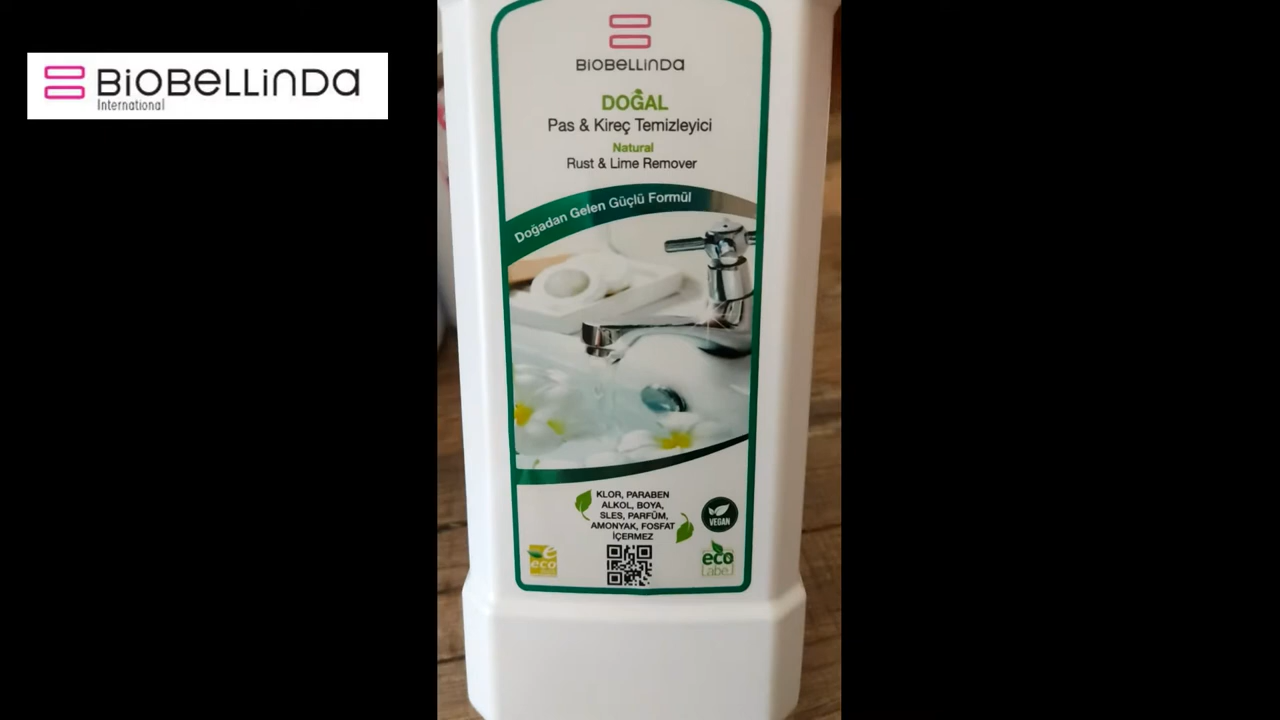 BiOBeLLiNDa
International
BiOBeLLiNDa
DOĞAL
Pas & Kireç Temizleyici
Natural
Rust & Lime Remover
Doğadan Gelen Güçlü Formül
KLOR, PARABEN
ALKOL, BOYA,
SLES, PARFÜM,
AMONYAK, FOSFAT
İÇERMEZ
VEGAN
e
eco
eco
Label